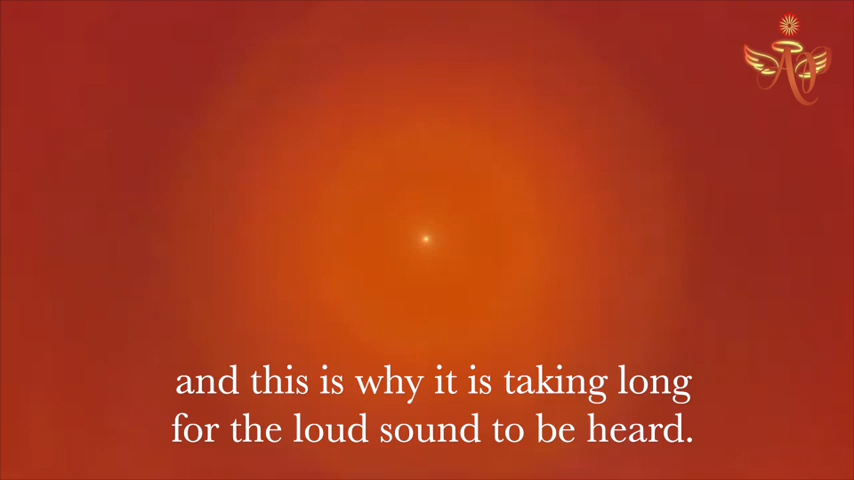 and this is why it is taking long
for the loud sound to be heard.